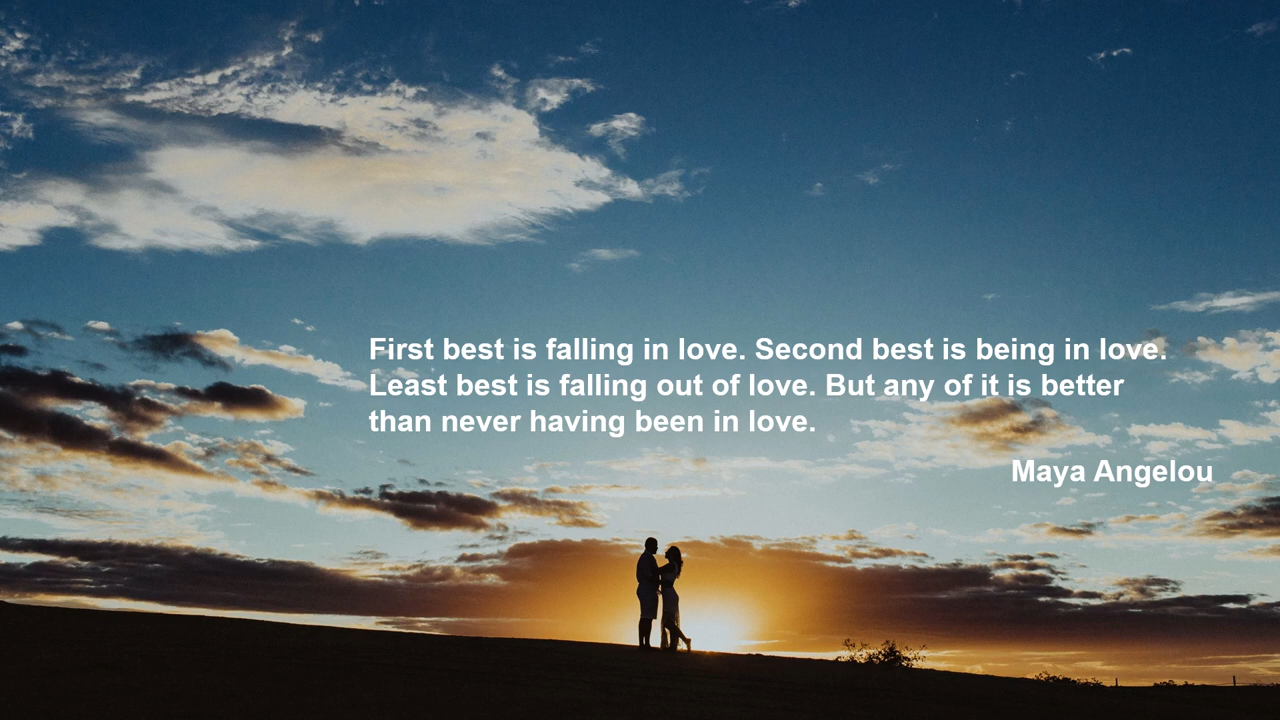 First best is falling in love. Second best is being in love.
Least best is falling out of love. But any of it is better
than never having been in love.
Maya Angelou